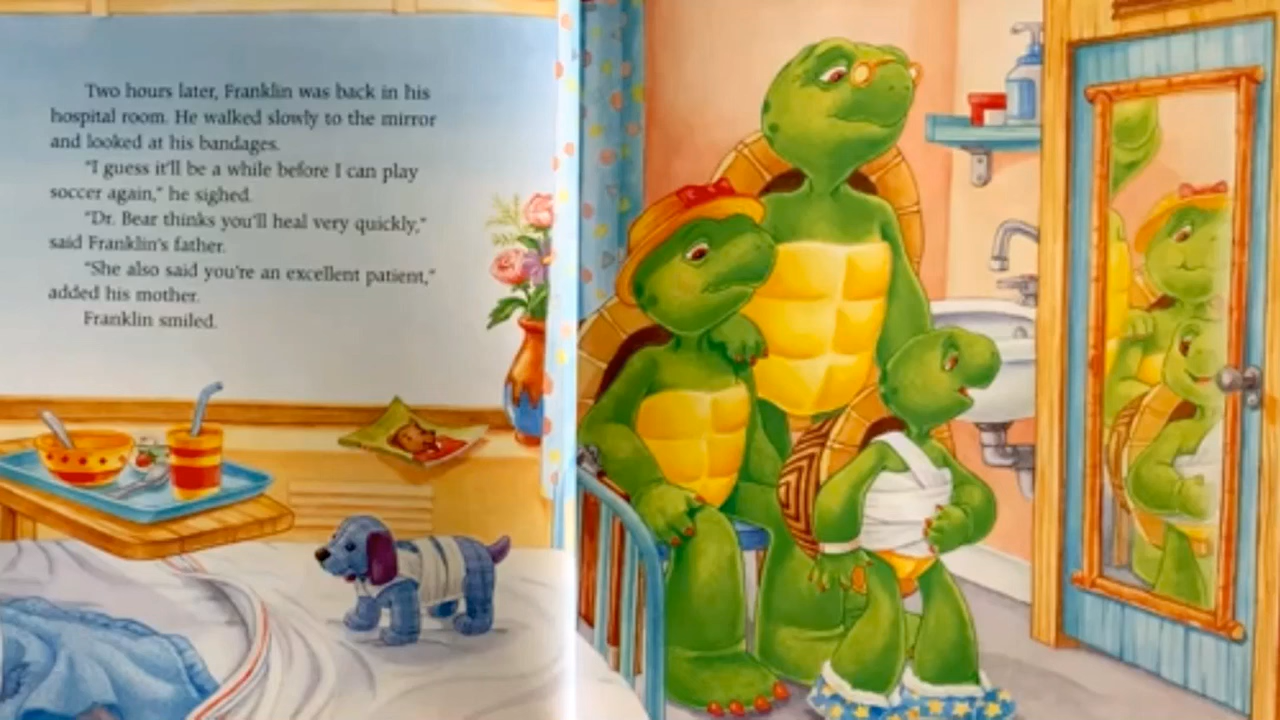 Two hours later, Franklin was back in his
hospital room. He walked slowly to the mirror
and looked at his bandages.
"I guess it'll be a while before I can play
soccer again," he sighed.
"Dr. Bear thinks you'll heal very quickly,"
said Franklin's father.
"She also said you're an excellent patient,"
added his mother.
Franklin smiled.